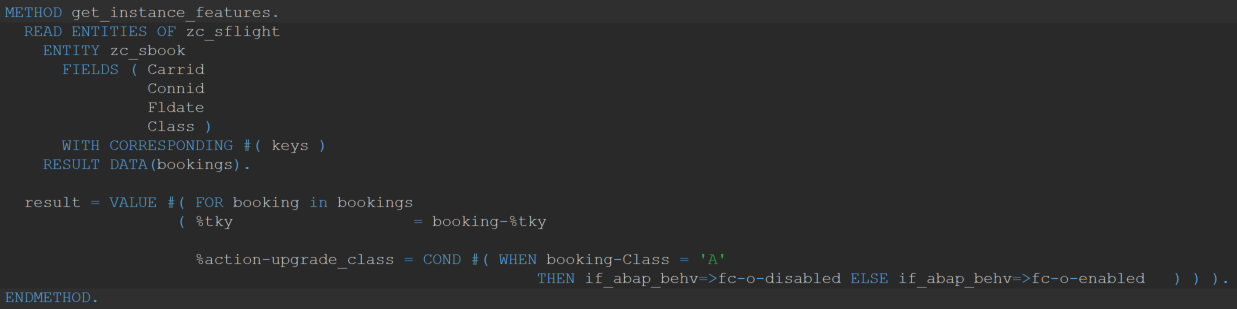 METHOD get_instance_features.
  READ ENTITIES OF zc_sflight
    ENTITY zc_sbook
      FIELDS ( Carrid
               Connid
               Fldate
               Class )
      WITH CORRESPONDING #( keys )
    RESULT DATA(bookings).
  result = VALUE #( FOR booking in bookings
                  ( %tky                   = booking-%tky
                    %action-upgrade_class = COND #( WHEN booking-Class = 'A'
                                                        THEN if_abap_behv=>fc-o-disabled ELSE if_abap_behv=>fc-o-enabled   ) ) ).
ENDMETHOD.